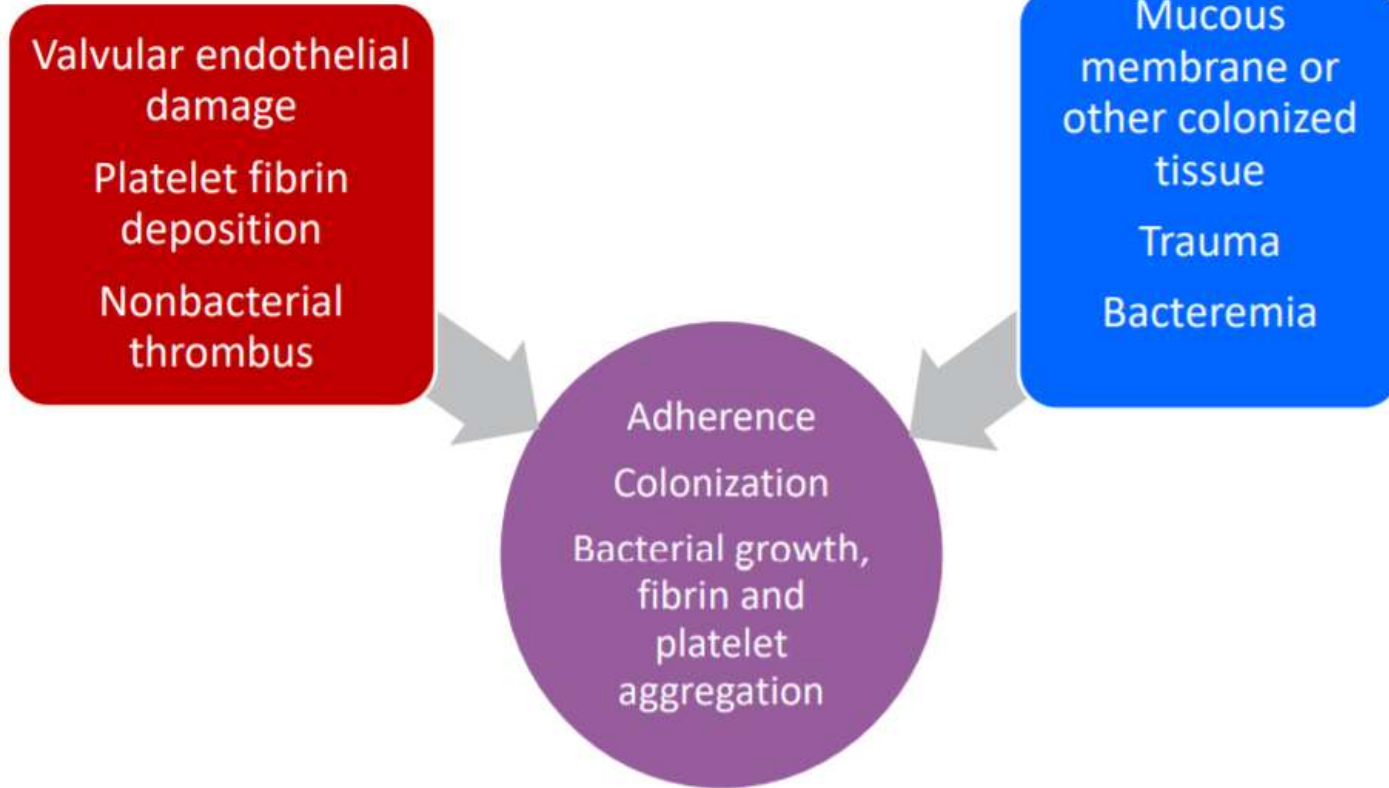 Valvular endothelial
damage
Platelet fibrin
deposition
Nonbacterial
thrombus
Mucous
membrane or
other colonized
tissue
Trauma
Bacteremia
Adherence
Colonization
Bacterial growth,
fibrin and
platelet
aggregation